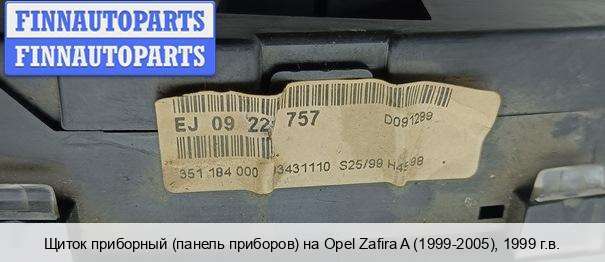 FINNAUTOPARTS
FINNAUTOPARTS
EJ 09 22 757 D091299
351 184 000 03431110 S25/99
Щиток приборный (панель приборов) на Opel Zafira A (1999-2005), 1999 г.в.